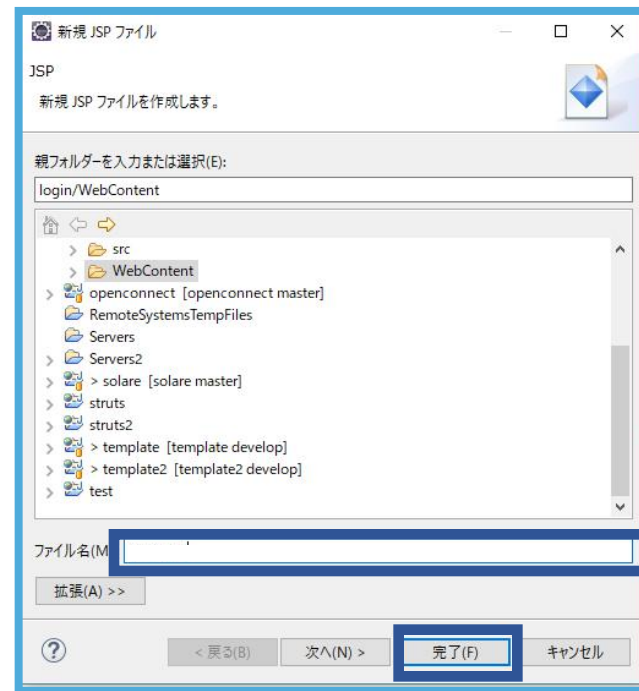 新規 JSP ファイル
JSP
新規 JSP ファイルを作成します。
親フォルダーを入力または選択(E):
login/WebContent
src
WebContent
openconnect [openconnect master]
RemoteSystemsTempFiles
Servers
Servers2
> solare [solare master]
struts
struts2
> template [template develop]
> template2 [template2 develop]
test
ファイル名(M
拡張(A) >>
< 戻る(B) 次へ(N) > 完了(F) キャンセル